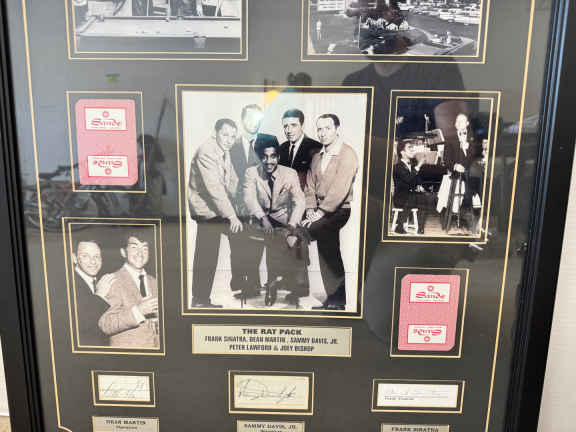 Sands
Sands
THE RAT PACK
FRANK SINATRA, DEAN MARTIN, SAMMY DAVIS, JR.
PETER LAWFORD & JOEY BISHOP
Sands
Sands
DEAN MARTIN
SAMMY DAVIS, JR.
FRANK SINATRA